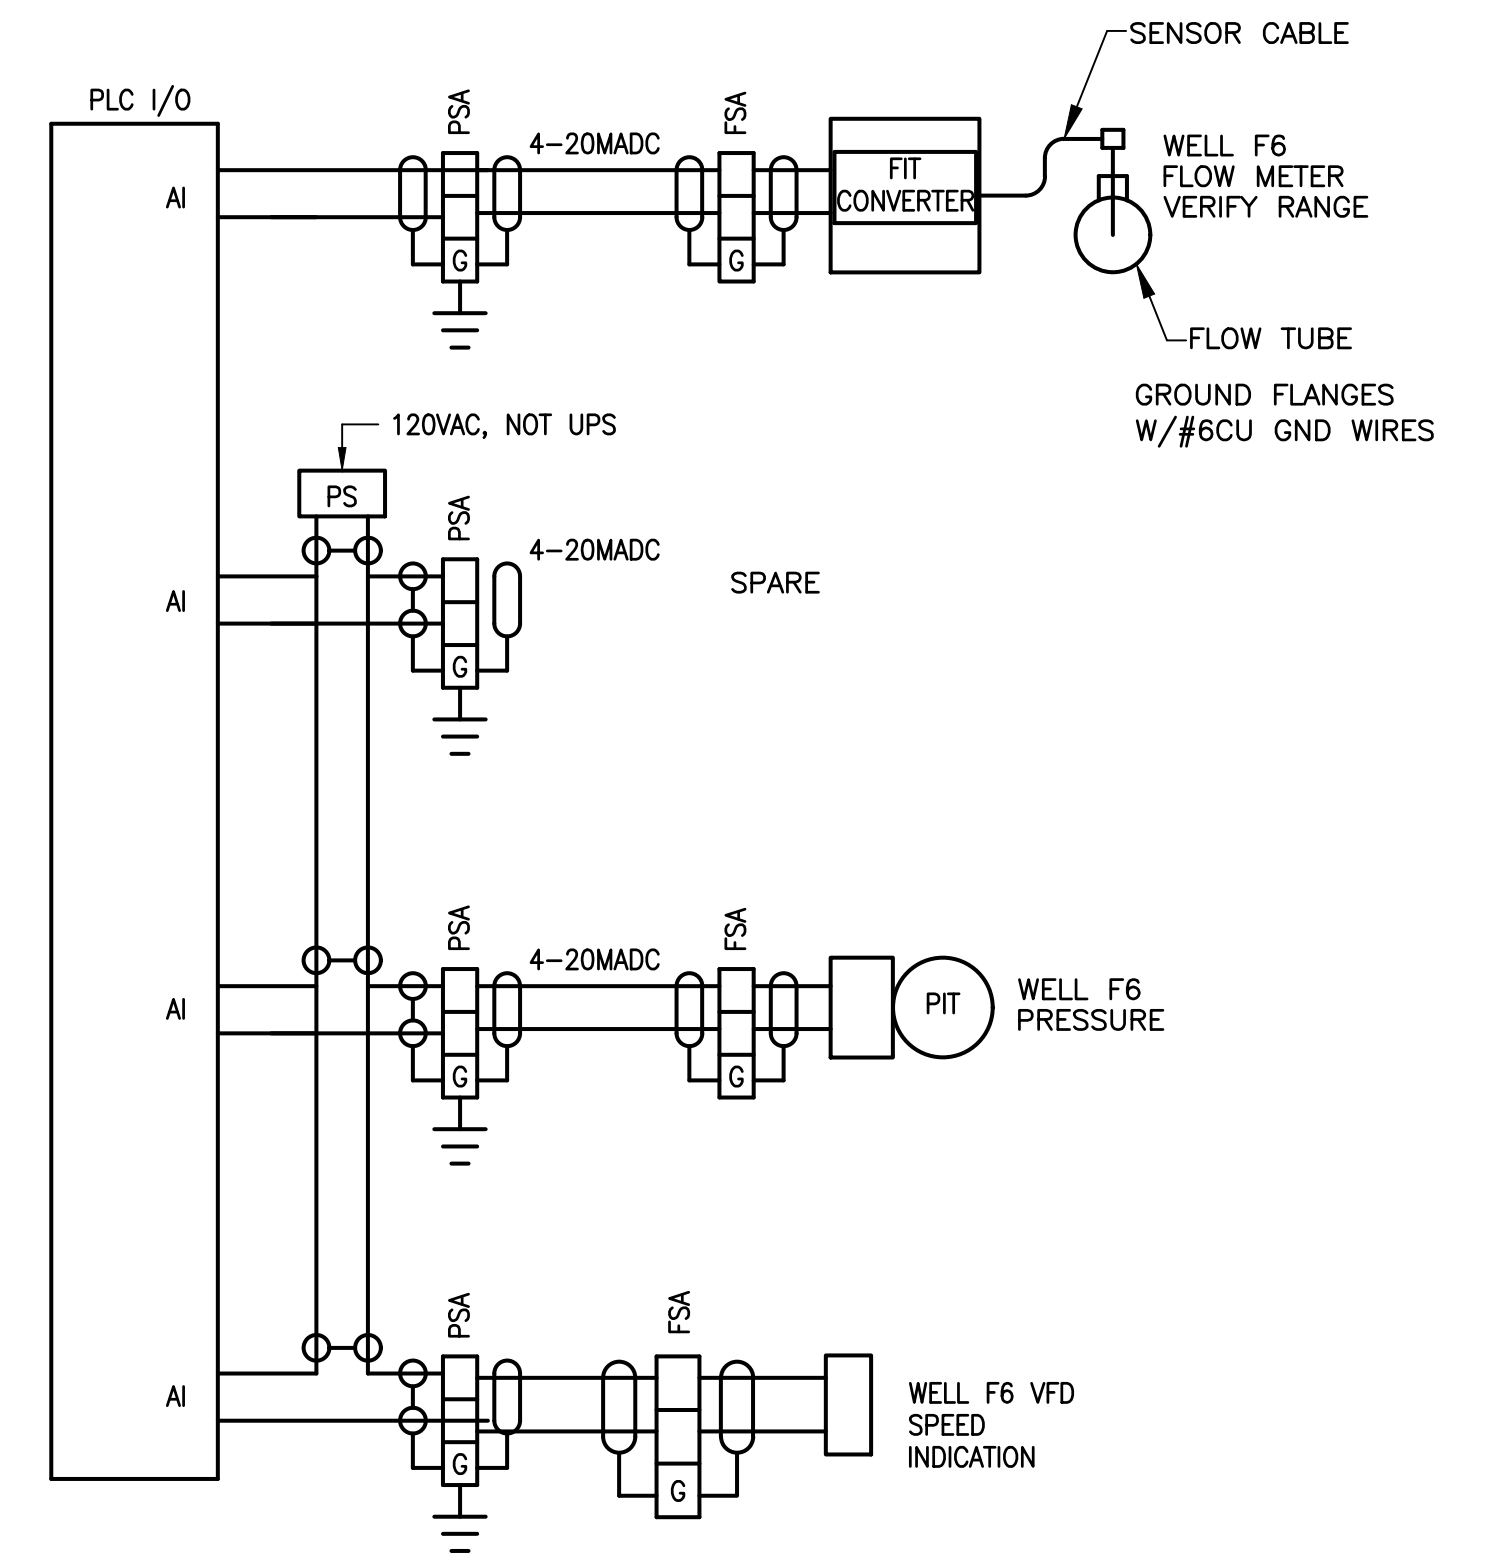 SENSOR CABLE
PLC I/O
PSA
4-20MADC
FSA
AI
FIT
CONVERTER
WELL F6
FLOW METER
VERIFY RANGE
G
G
FLOW TUBE
GROUND FLANGES
W/#6CU GND WIRES
120VAC, NOT UPS
PS
PSA
4-20MADC
SPARE
AI
G
PSA
4-20MADC
FSA
AI
PIT
WELL F6
PRESSURE
G
G
PSA
FSA
AI
WELL F6 VFD
SPEED
INDICATION
G
G